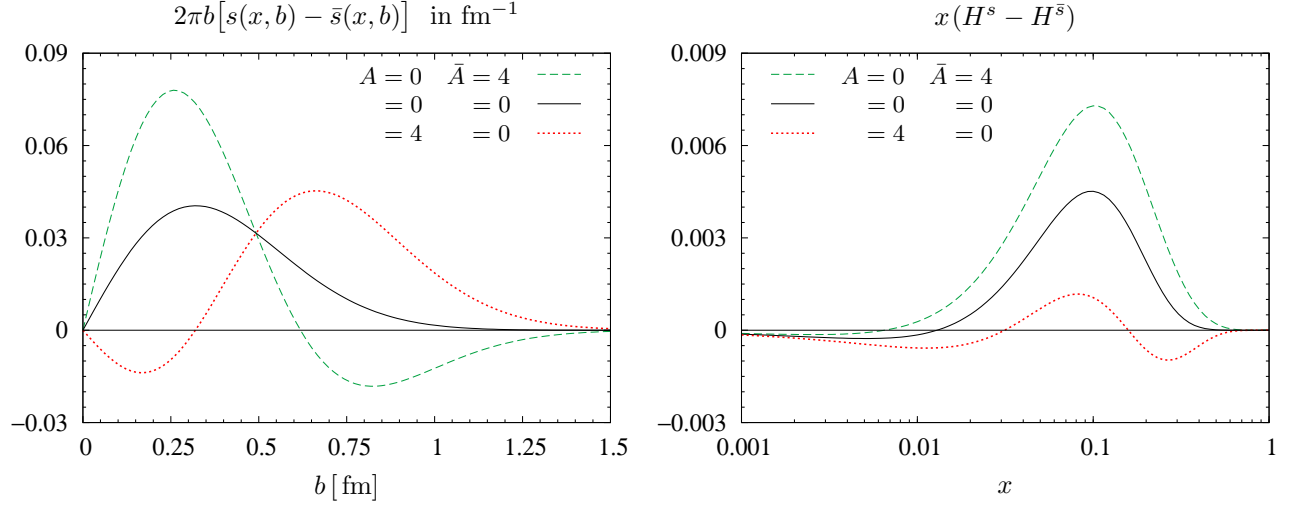 2πb[s(x, b) − s̄(x, b)] in fm⁻¹
0.09
0.06
0.03
0
−0.03
A = 0 Ā = 4
= 0 = 0
= 4 = 0
0 0.25 0.5 0.75 1 1.25 1.5
b [ fm]
x (Hˢ − H^s̄)
0.009
0.006
0.003
0
−0.003
A = 0 Ā = 4
= 0 = 0
= 4 = 0
0.001 0.01 0.1 1
x